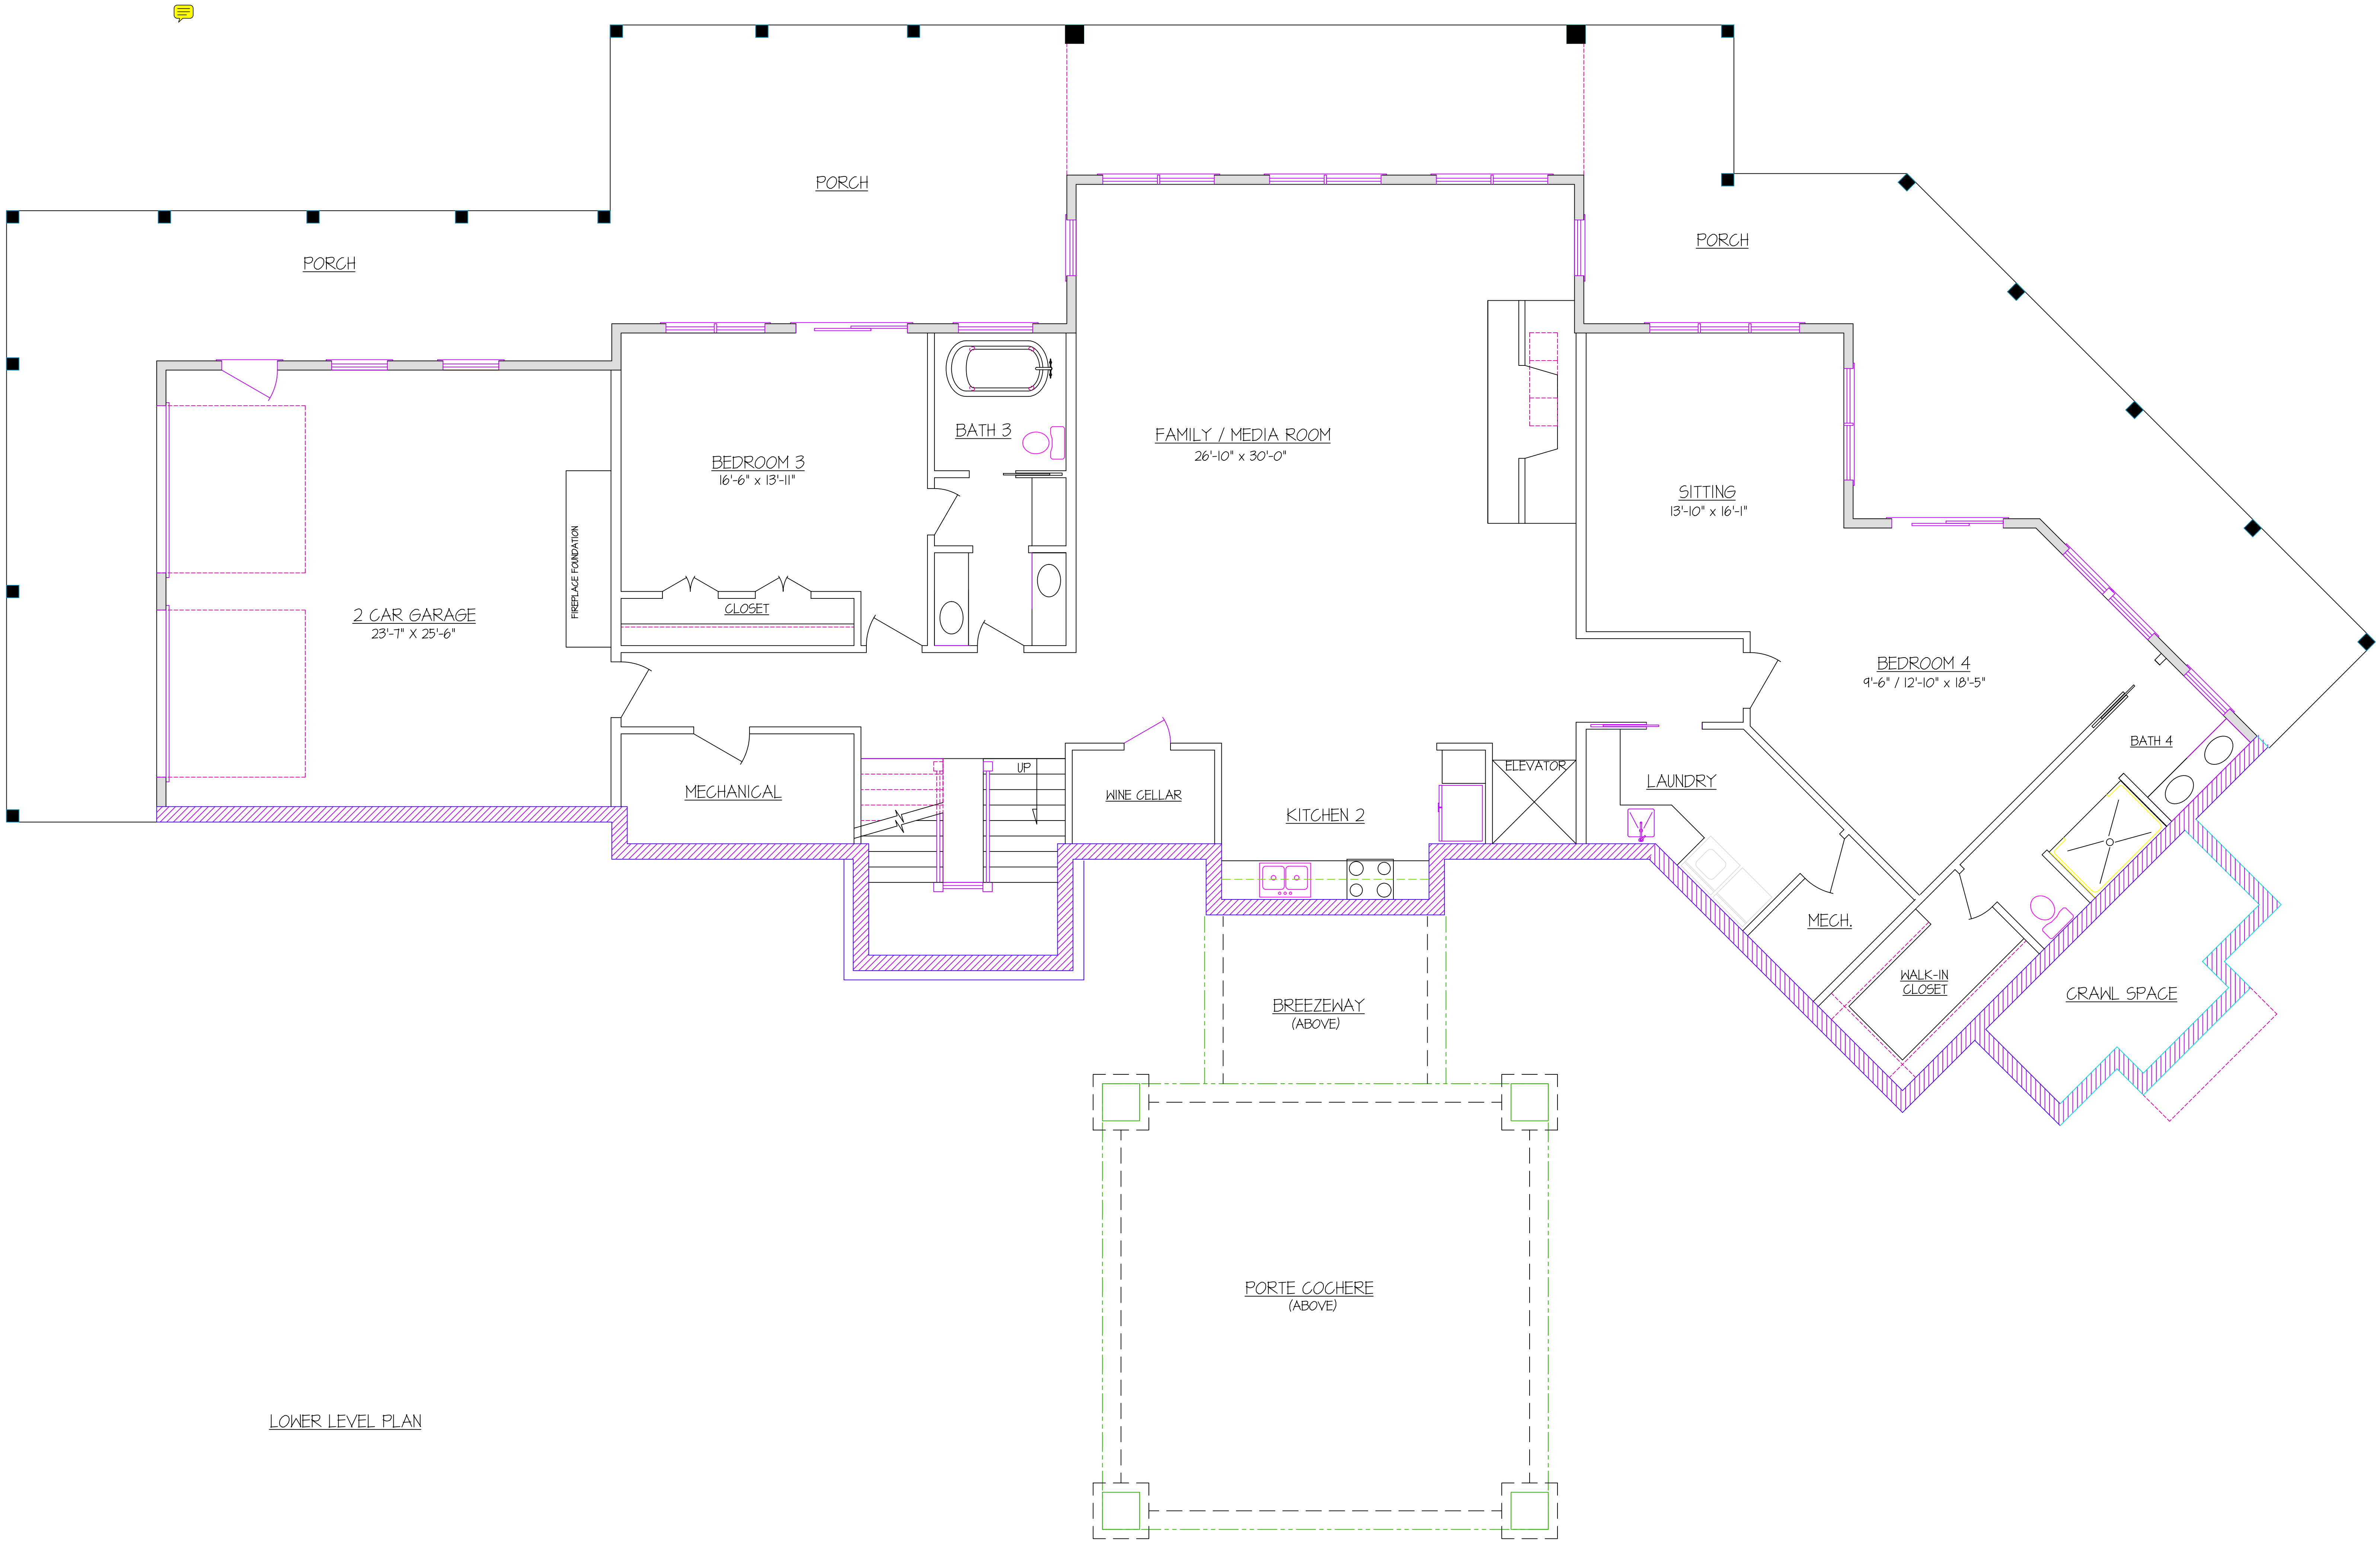 PORCH
PORCH
PORCH
BATH 3
FAMILY / MEDIA ROOM
26'-10" x 30'-0"
BEDROOM 3
16'-6" x 13'-11"
SITTING
13'-10" x 16'-1"
FIREPLACE FOUNDATION
CLOSET
2 CAR GARAGE
23'-7" X 25'-6"
BEDROOM 4
9'-6" / 12'-10" x 18'-5"
BATH 4
UP
ELEVATOR
LAUNDRY
MECHANICAL
WINE CELLAR
KITCHEN 2
MECH.
WALK-IN
CLOSET
CRAWL SPACE
BREEZEWAY
(ABOVE)
PORTE COCHERE
(ABOVE)
LOWER LEVEL PLAN